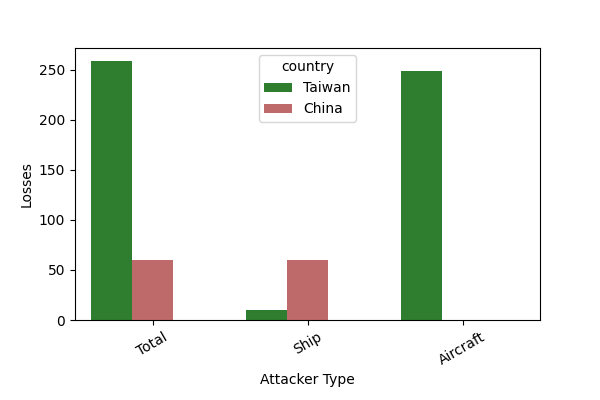 country
Taiwan
China
250
200
150
100
50
0
Losses
Total
Ship
Aircraft
Attacker Type